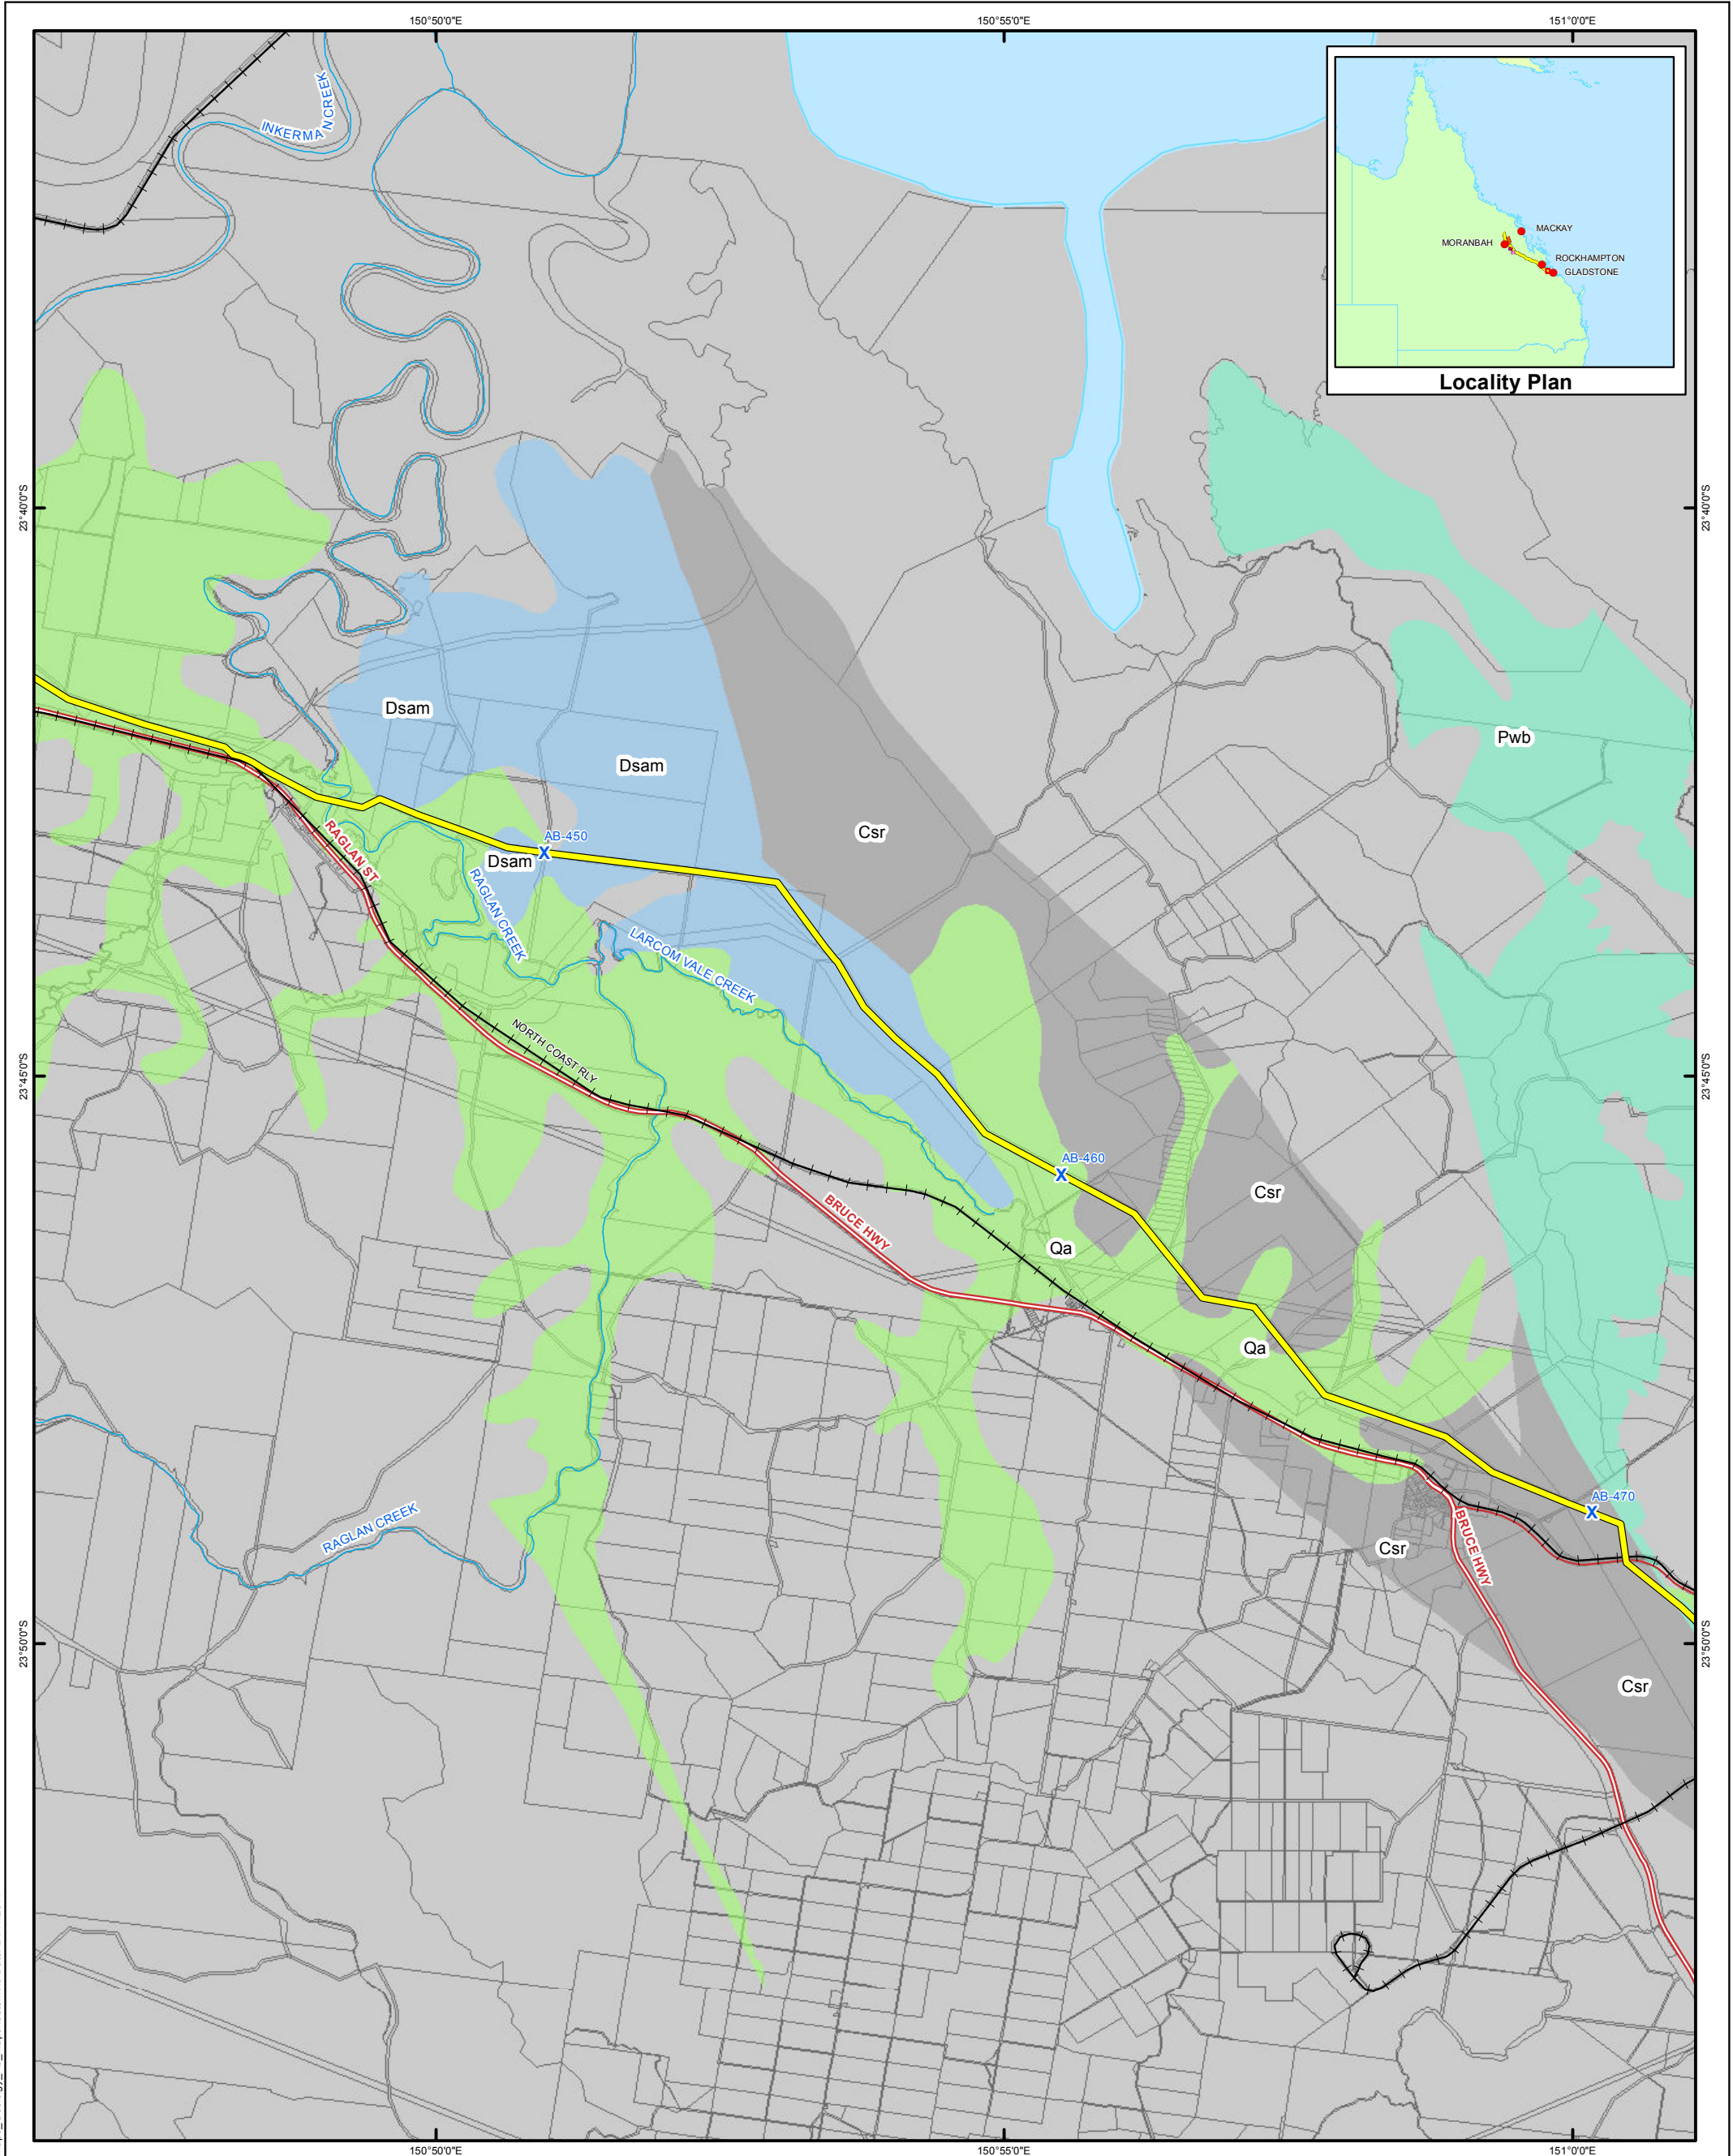 150°50'0"E
150°55'0"E
151°0'0"E
INKERMA N CREEK
MACKAY
MORANBAH
ROCKHAMPTON
GLADSTONE
Locality Plan
23°40'0"S
23°40'0"S
Dsam
Dsam
Pwb
Csr
RAGLAN ST
AB-450
Dsam
RAGLAN CREEK
LARCOM VALE CREEK
NORTH COAST RLY
23°45'0"S
23°45'0"S
AB-460
Csr
BRUCE HWY
Qa
Qa
AB-470
RAGLAN CREEK
BRUCE HWY
Csr
23°50'0"S
23°50'0"S
Csr
150°50'0"E
150°55'0"E
151°0'0"E